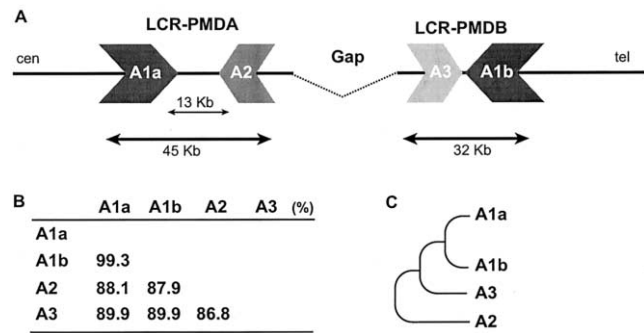 A
LCR-PMDA
LCR-PMDB
cen
A1a
A2
Gap
A3
A1b
tel
13 Kb
45 Kb
32 Kb
B
A1a A1b A2 A3 (%)
A1a
A1b 99.3
A2 88.1 87.9
A3 89.9 89.9 86.8
C
A1a
A1b
A3
A2